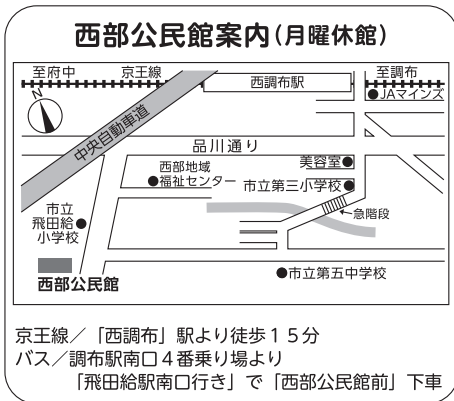 西部公民館案内(月曜休館)
至府中
京王線
西調布駅
至調布
●JAマインズ
N
中央自動車道
品川通り
西部地域
●福祉センター
美容室●
市立第三小学校●
市立
飛田給●
小学校
←急階段
西部公民館
●市立第五中学校
京王線／「西調布」駅より徒歩１５分
バス／調布駅南口４番乗り場より
「飛田給駅南口行き」で「西部公民館前」下車